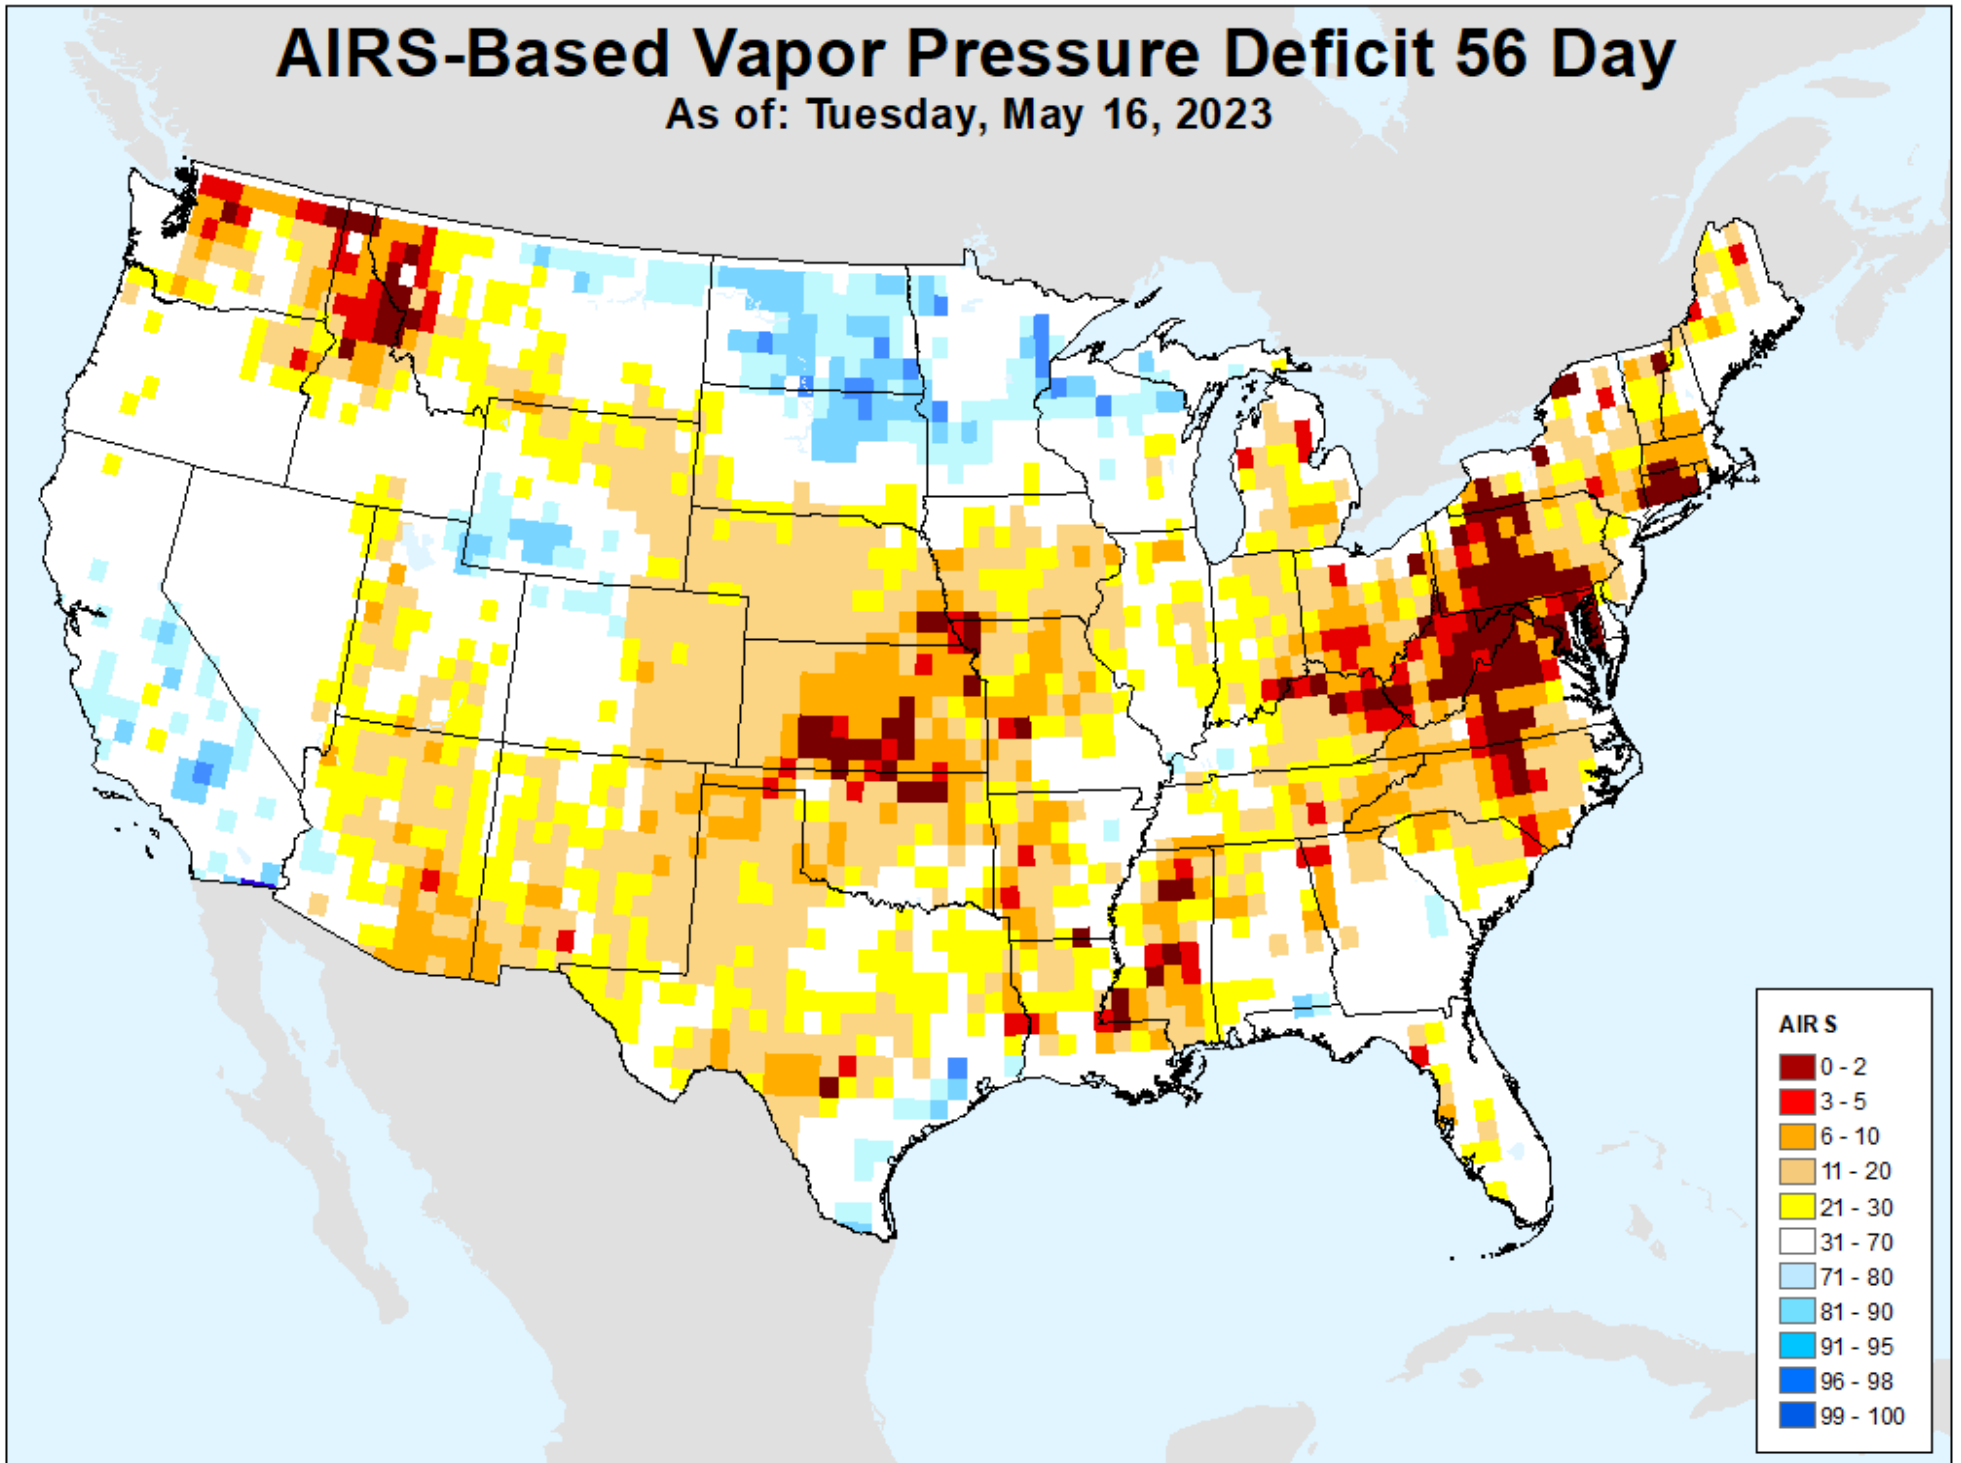 AIRS-Based Vapor Pressure Deficit 56 Day
As of: Tuesday, May 16, 2023
AIRS
0 - 2
3 - 5
6 - 10
11 - 20
21 - 30
31 - 70
71 - 80
81 - 90
91 - 95
96 - 98
99 - 100